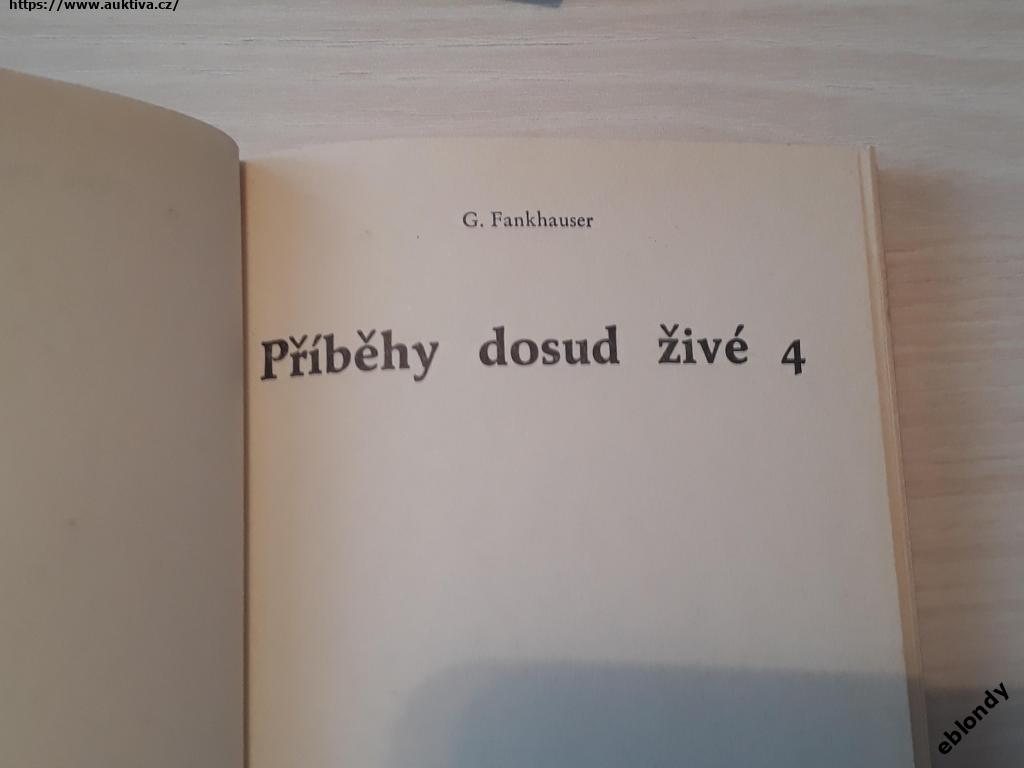 https://www.auktiva.cz/
G. Fankhauser
Příběhy dosud živé 4
eblondy